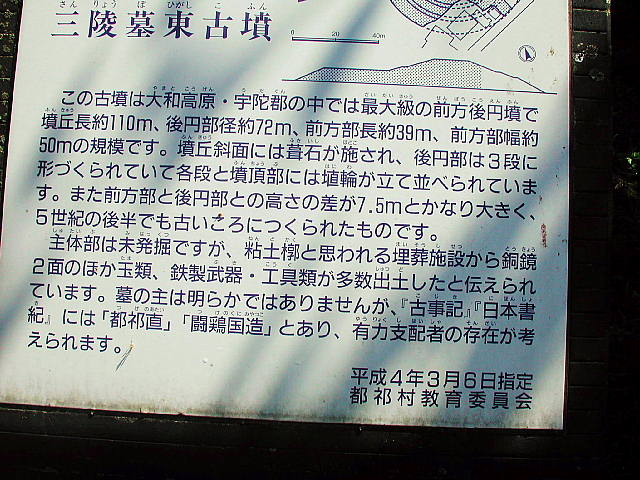 三陵墓東古墳
0 20 40m
この古墳は大和高原・宇陀郡の中では最大級の前方後円墳で
墳丘長約110m、後円部径約72m、前方部長約39m、前方部幅約
50mの規模です。墳丘斜面には葺石が施され、後円部は3段に
形づくられていて各段と墳頂部には埴輪が立て並べられていま
す。また前方部と後円部との高さの差が7.5mとかなり大きく、
5世紀の後半でも古いころにつくられたものです。
主体部は未発掘ですが、粘土槨と思われる埋葬施設から銅鏡
2面のほか玉類、鉄製武器・工具類が多数出土したと伝えられ
ています。墓の主は明らかではありませんが、『古事記』『日本書
紀』には「都祁直」「闘鶏国造」とあり、有力支配者の存在が考
えられます。
平成4年3月6日指定
都祁村教育委員会